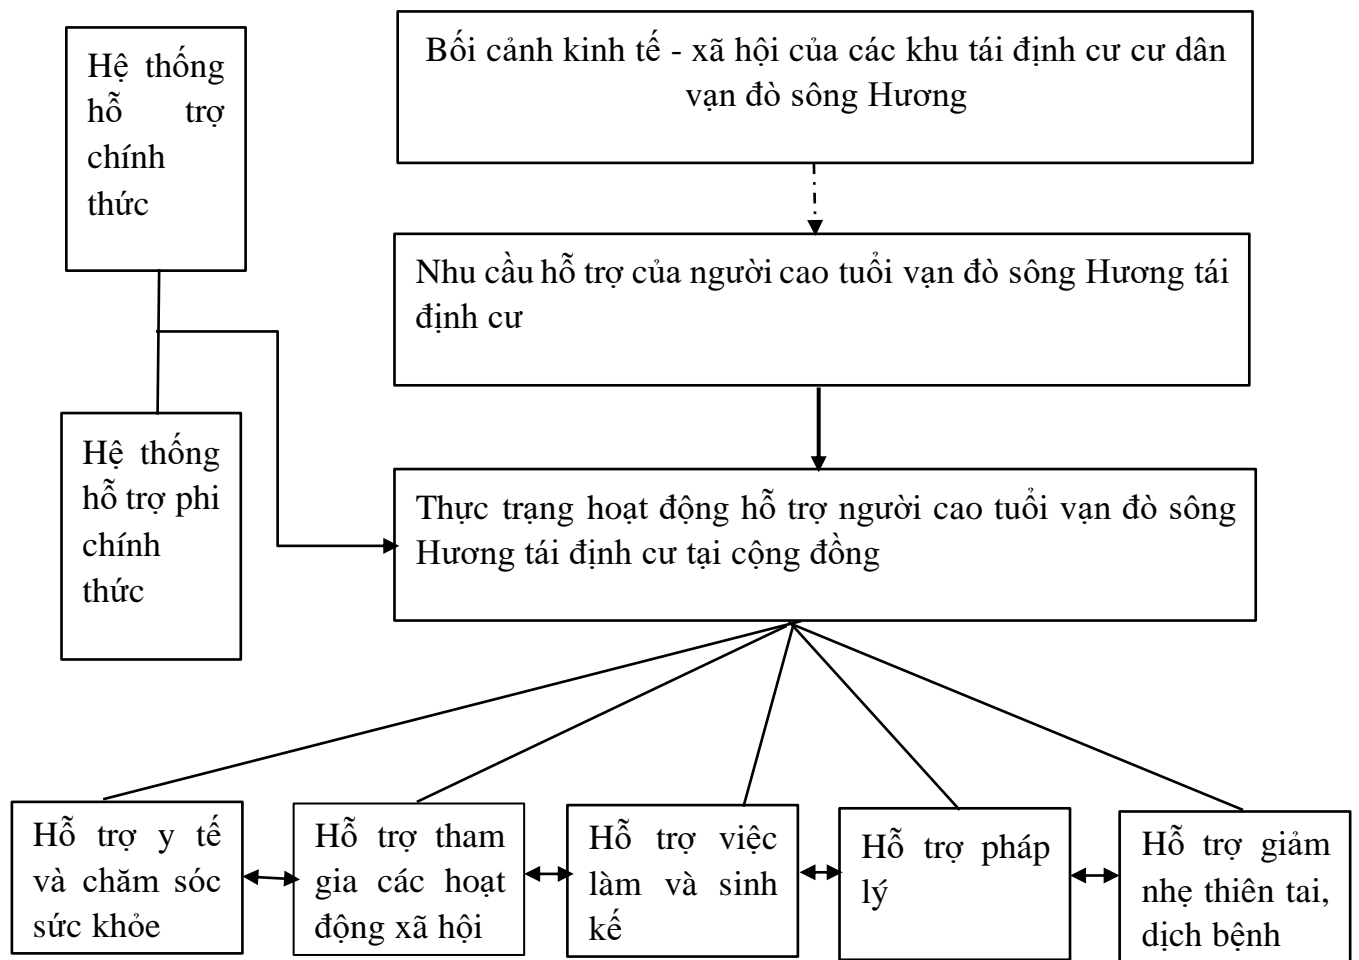 Hệ thống
hỗ trợ
chính
thức
Bối cảnh kinh tế - xã hội của các khu tái định cư cư dân
vạn đò sông Hương
Nhu cầu hỗ trợ của người cao tuổi vạn đò sông Hương tái
định cư
Hệ thống
hỗ trợ phi
chính
thức
Thực trạng hoạt động hỗ trợ người cao tuổi vạn đò sông
Hương tái định cư tại cộng đồng
Hỗ trợ y tế
và chăm sóc
sức khỏe
Hỗ trợ tham
gia các hoạt
động xã hội
Hỗ trợ việc
làm và sinh
kế
Hỗ trợ pháp
lý
Hỗ trợ giảm
nhẹ thiên tai,
dịch bệnh